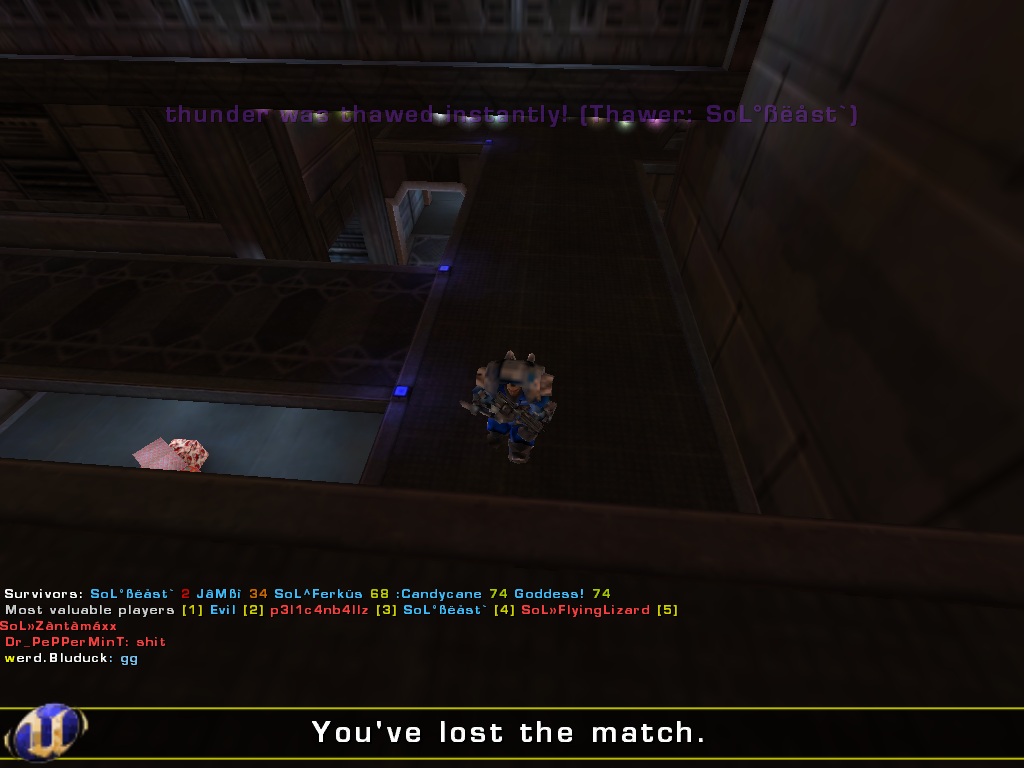 thunder was thawed instantly! (Thawer: SoL°ßëást`)
Survivors: SoL°ßëást` 2 JâMßî 34 SoL^Ferkûs 68 :Candycane 74 Goddess! 74
Most valuable players [1] Evil [2] p3l1c4nb4llz [3] SoL°ßëást` [4] SoL»FlyingLizard [5]
SoL»Zàntàmáxx
Dr_PePPerMinT: shit
werd.Bluduck: gg
You've lost the match.